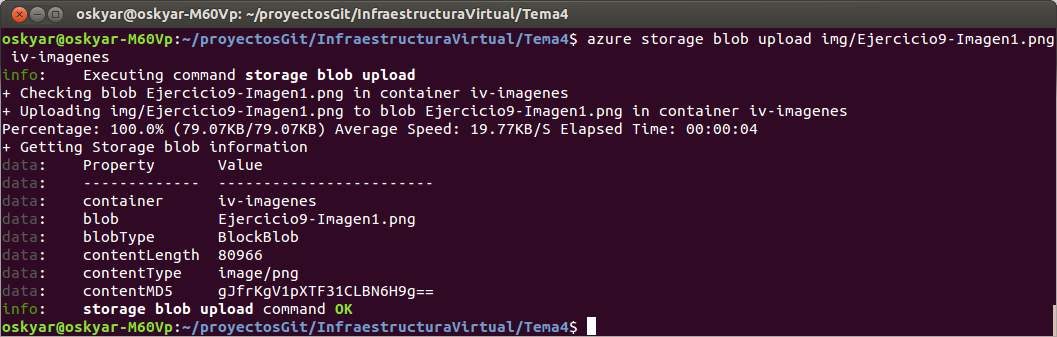 oskyar@oskyar-M60Vp: ~/proyectosGit/InfraestructuraVirtual/Tema4
oskyar@oskyar-M60Vp:~/proyectosGit/InfraestructuraVirtual/Tema4$ azure storage blob upload img/Ejercicio9-Imagen1.png
 iv-imagenes
info:    Executing command storage blob upload
+ Checking blob Ejercicio9-Imagen1.png in container iv-imagenes
+ Uploading img/Ejercicio9-Imagen1.png to blob Ejercicio9-Imagen1.png in container iv-imagenes
Percentage: 100.0% (79.07KB/79.07KB) Average Speed: 19.77KB/S Elapsed Time: 00:00:04
+ Getting Storage blob information
data:    Property       Value
data:    -------------  ------------------------
data:    container      iv-imagenes
data:    blob           Ejercicio9-Imagen1.png
data:    blobType       BlockBlob
data:    contentLength  80966
data:    contentType    image/png
data:    contentMD5     gJfrKgV1pXTF31CLBN6H9g==
info:    storage blob upload command OK
oskyar@oskyar-M60Vp:~/proyectosGit/InfraestructuraVirtual/Tema4$